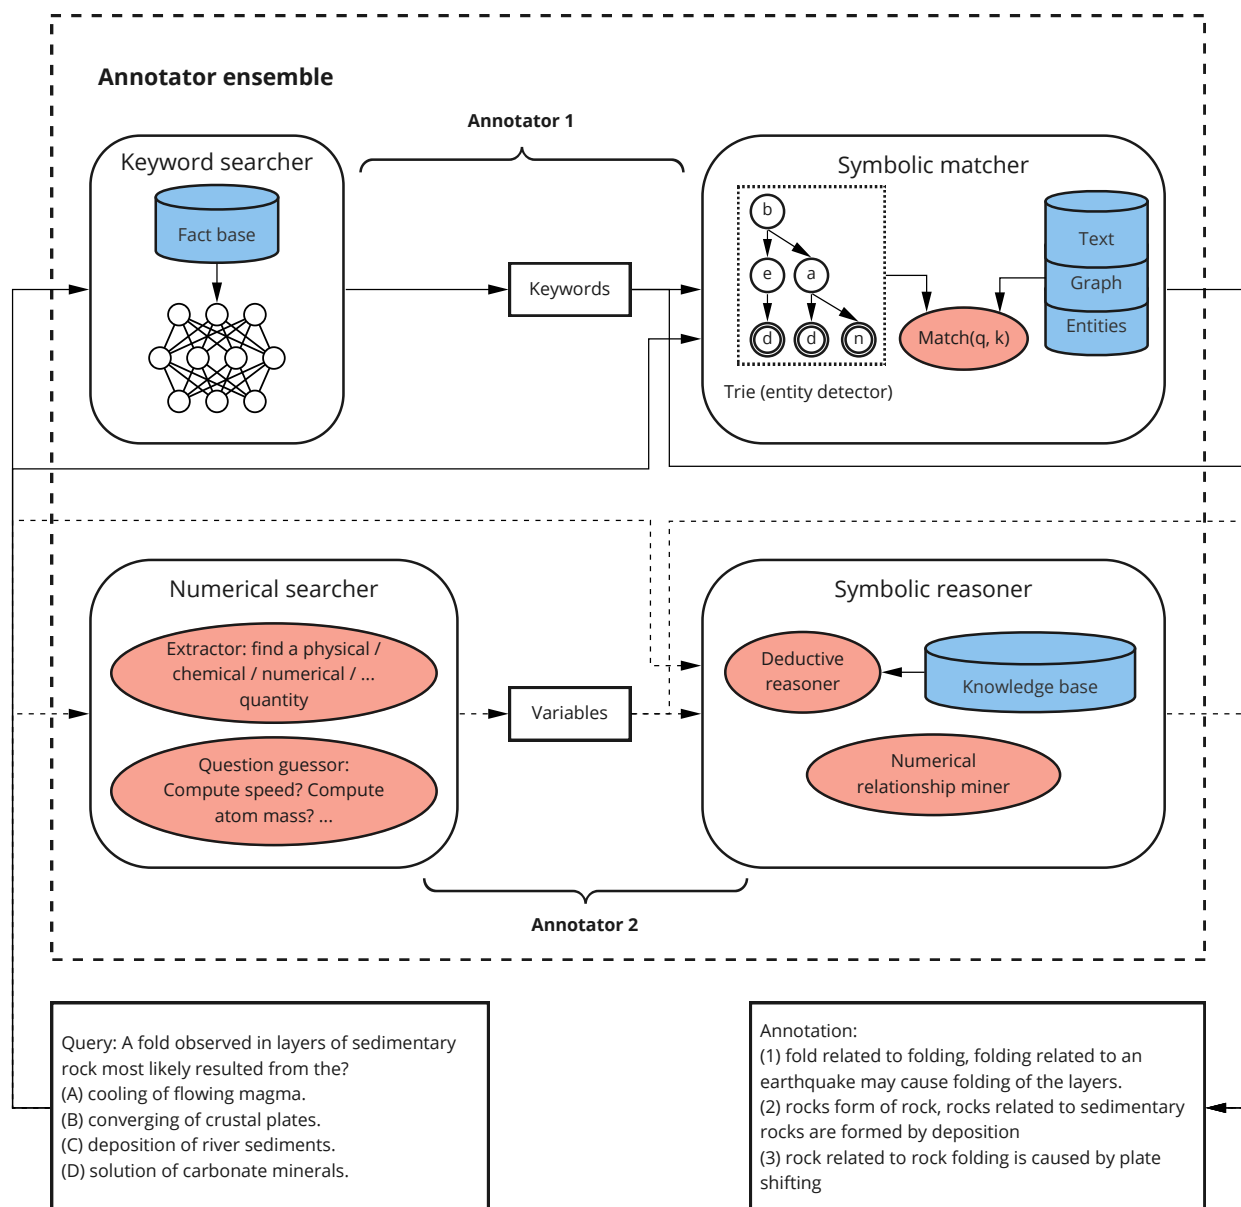 Annotator ensemble
Annotator 1
Keyword searcher
Fact base
Keywords
Symbolic matcher
b
e
a
d
d
n
Trie (entity detector)
Match(q, k)
Text
Graph
Entities
Numerical searcher
Extractor: find a physical /
chemical / numerical / ...
quantity
Question guessor:
Compute speed? Compute
atom mass? ...
Variables
Symbolic reasoner
Deductive
reasoner
Knowledge base
Numerical
relationship miner
Annotator 2
Query: A fold observed in layers of sedimentary
rock most likely resulted from the?
(A) cooling of flowing magma.
(B) converging of crustal plates.
(C) deposition of river sediments.
(D) solution of carbonate minerals.
Annotation:
(1) fold related to folding, folding related to an
earthquake may cause folding of the layers.
(2) rocks form of rock, rocks related to sedimentary
rocks are formed by deposition
(3) rock related to rock folding is caused by plate
shifting